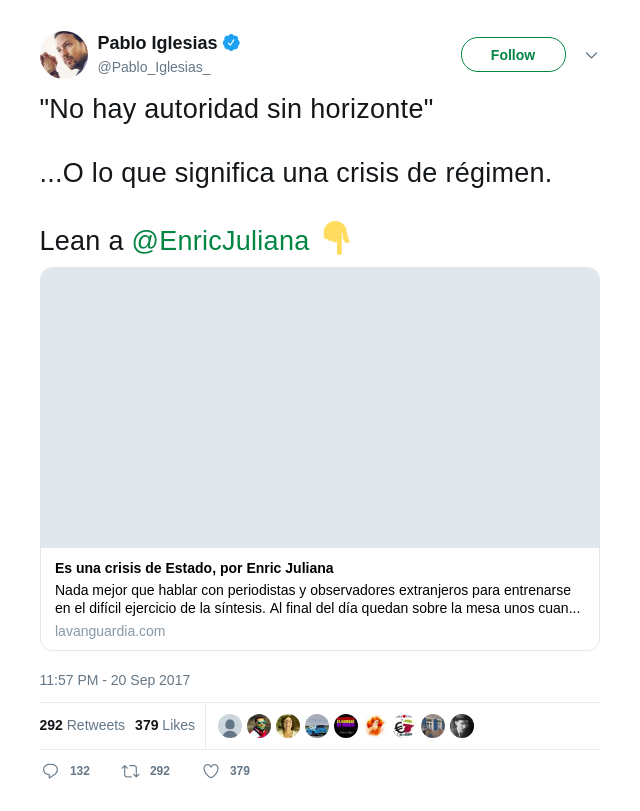 Pablo Iglesias
@Pablo_Iglesias_
Follow
"No hay autoridad sin horizonte"
...O lo que significa una crisis de régimen.
Lean a @EnricJuliana 👇
Es una crisis de Estado, por Enric Juliana
Nada mejor que hablar con periodistas y observadores extranjeros para entrenarse
en el difícil ejercicio de la síntesis. Al final del día quedan sobre la mesa unos cuan...
lavanguardia.com
11:57 PM - 20 Sep 2017
292 Retweets 379 Likes
132 292 379